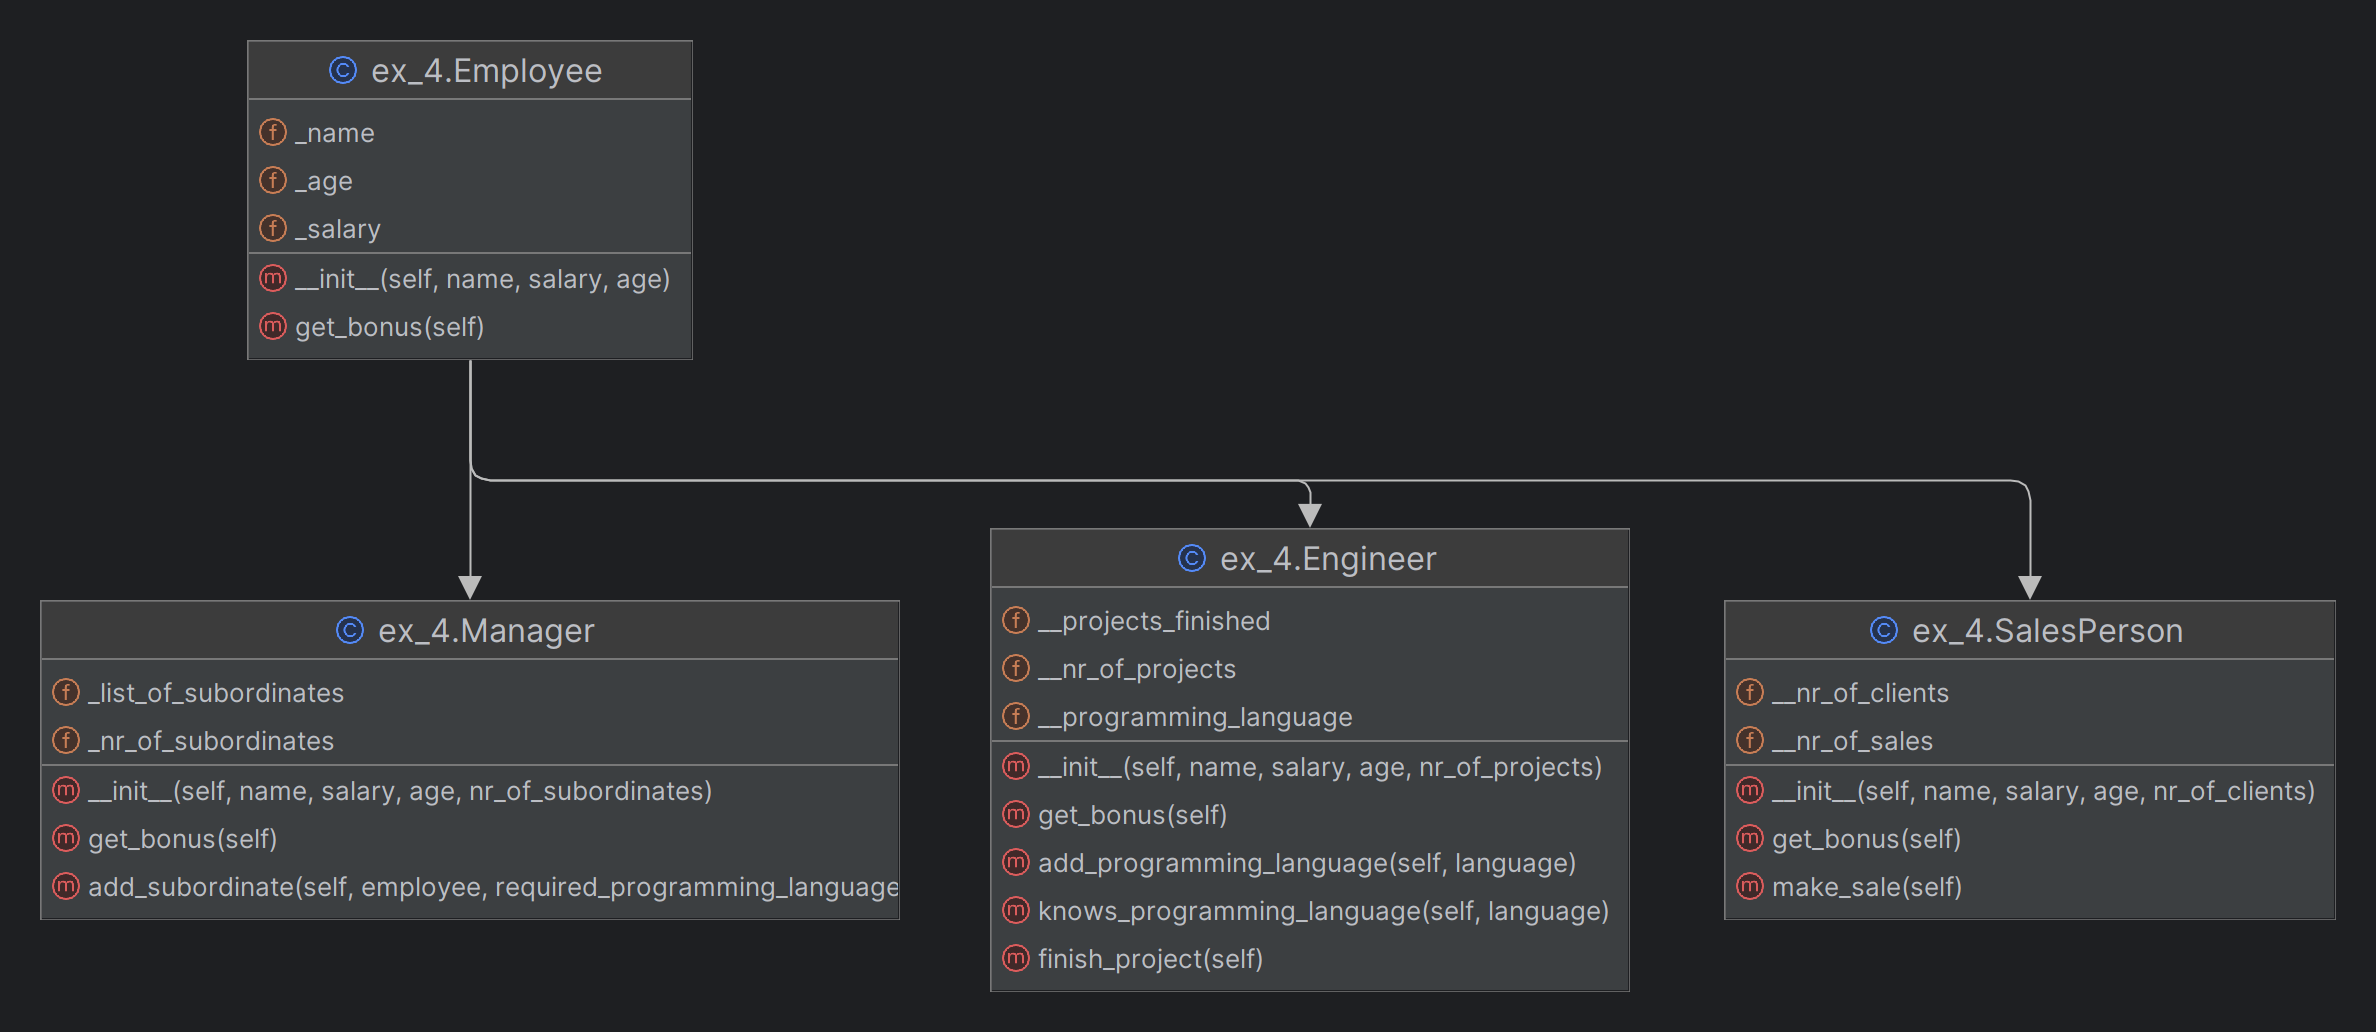 ex_4.Employee
_name
_age
_salary
__init__(self, name, salary, age)
get_bonus(self)
ex_4.Manager
_list_of_subordinates
_nr_of_subordinates
__init__(self, name, salary, age, nr_of_subordinates)
get_bonus(self)
add_subordinate(self, employee, required_programming_language
ex_4.Engineer
__projects_finished
__nr_of_projects
__programming_language
__init__(self, name, salary, age, nr_of_projects)
get_bonus(self)
add_programming_language(self, language)
knows_programming_language(self, language)
finish_project(self)
ex_4.SalesPerson
__nr_of_clients
__nr_of_sales
__init__(self, name, salary, age, nr_of_clients)
get_bonus(self)
make_sale(self)